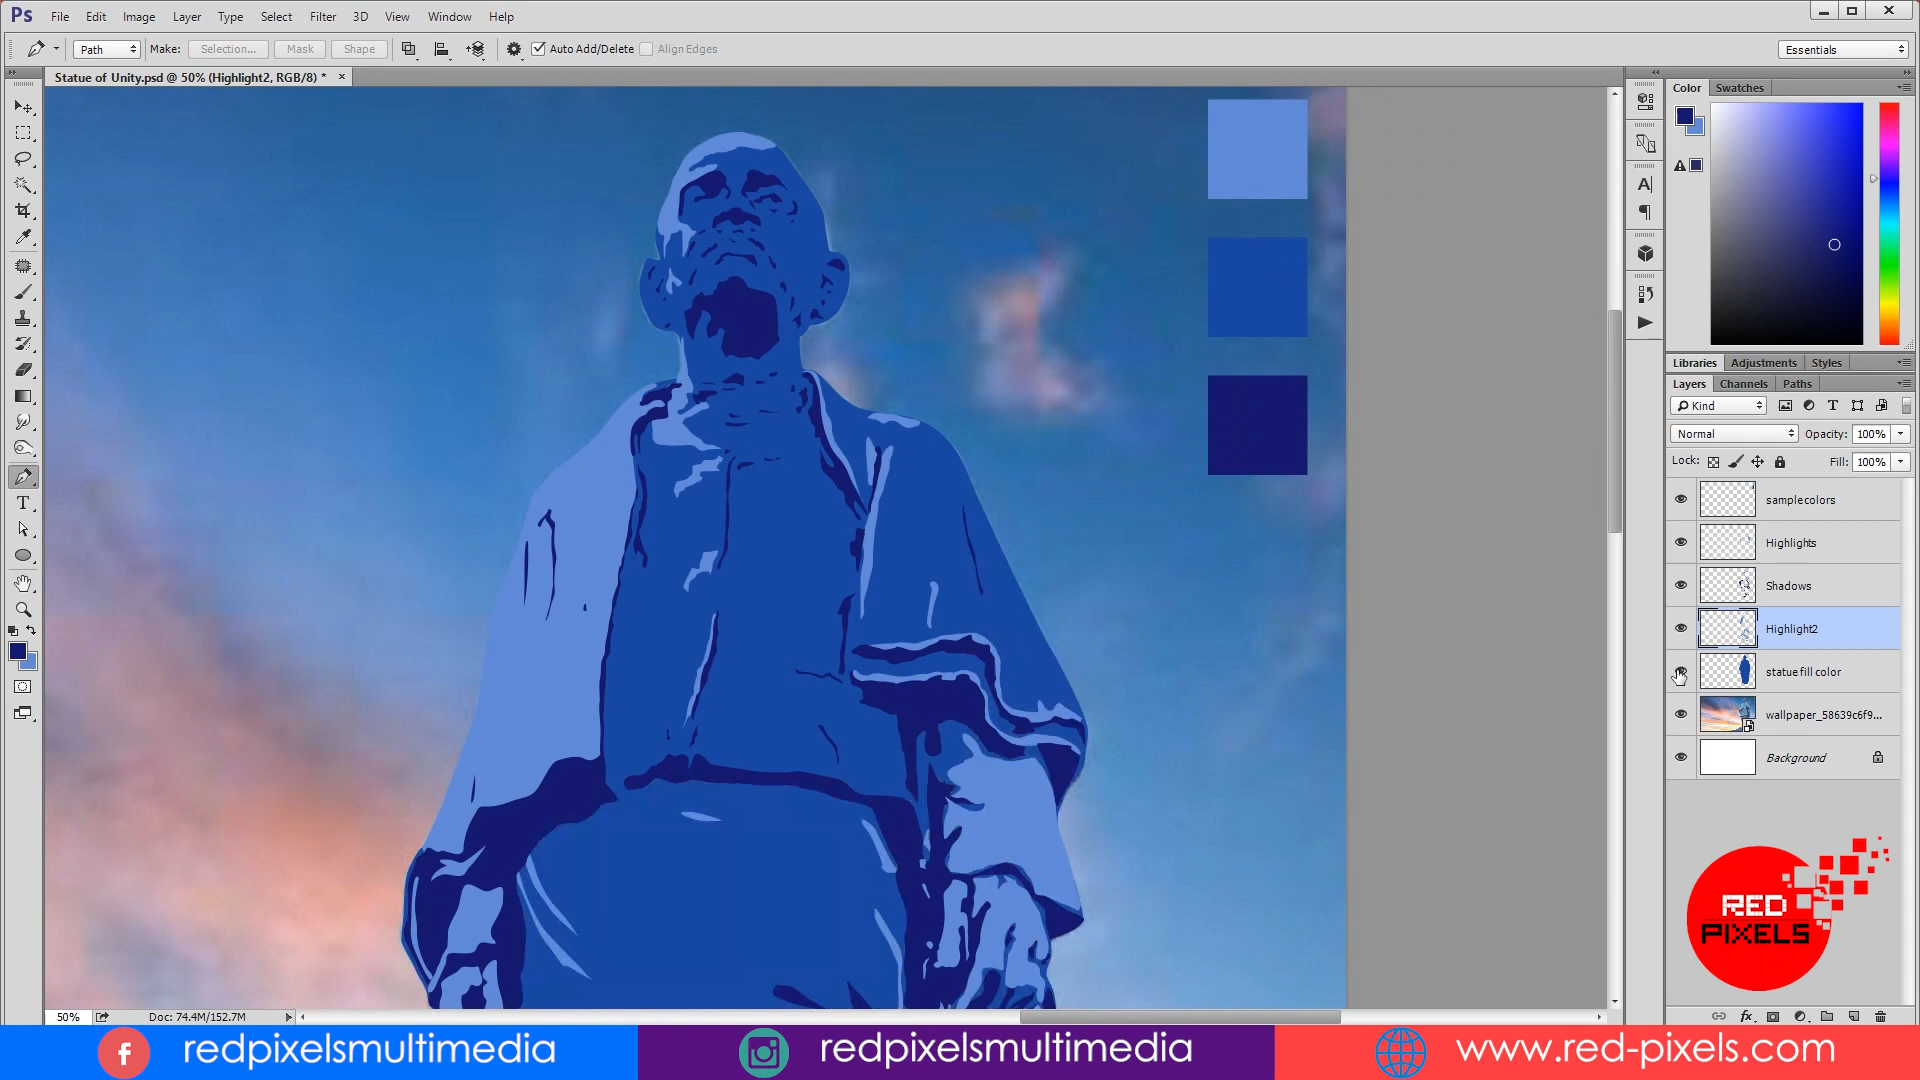 Ps File Edit Image Layer Type Select Filter 3D View Window Help
Path Make: Selection... Mask Shape Auto Add/Delete Align Edges Essentials
Statue of Unity.psd @ 50% (Highlight2, RGB/8) * ×
Color Swatches
Libraries Adjustments Styles
Layers Channels Paths
Kind
Normal Opacity: 100%
Lock: Fill: 100%
sample colors
Highlights
Shadows
Highlight2
statue fill color
wallpaper_58639c6f9...
Background
RED
PIXELS
50% Doc: 74.4M/152.7M
fx
redpixelsmultimedia redpixelsmultimedia www.red-pixels.com